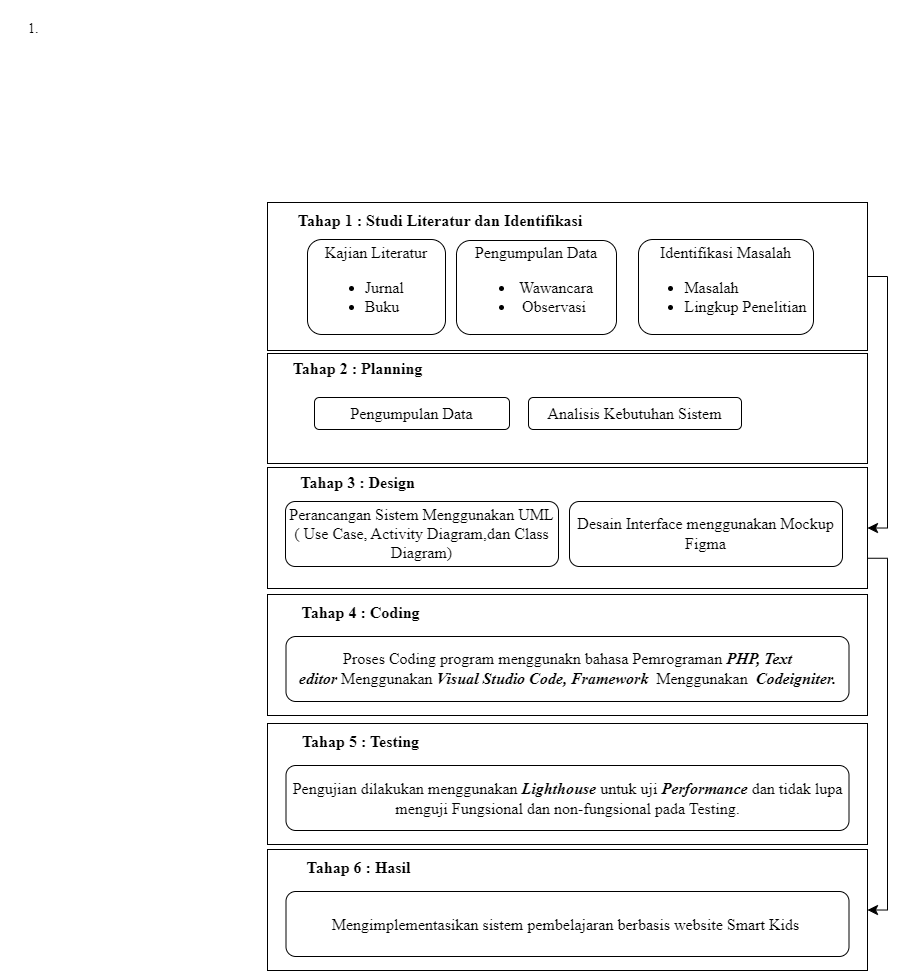 1.
Tahap 1 : Studi Literatur dan Identifikasi
Kajian Literatur
• Jurnal
• Buku
Pengumpulan Data
• Wawancara
• Observasi
Identifikasi Masalah
• Masalah
• Lingkup Penelitian
Tahap 2 : Planning
Pengumpulan Data
Analisis Kebutuhan Sistem
Tahap 3 : Design
Perancangan Sistem Menggunakan UML
( Use Case, Activity Diagram,dan Class
Diagram)
Desain Interface menggunakan Mockup
Figma
Tahap 4 : Coding
Proses Coding program menggunakn bahasa Pemrograman PHP, Text
editor Menggunakan Visual Studio Code, Framework Menggunakan Codeigniter.
Tahap 5 : Testing
Pengujian dilakukan menggunakan Lighthouse untuk uji Performance dan tidak lupa
menguji Fungsional dan non-fungsional pada Testing.
Tahap 6 : Hasil
Mengimplementasikan sistem pembelajaran berbasis website Smart Kids